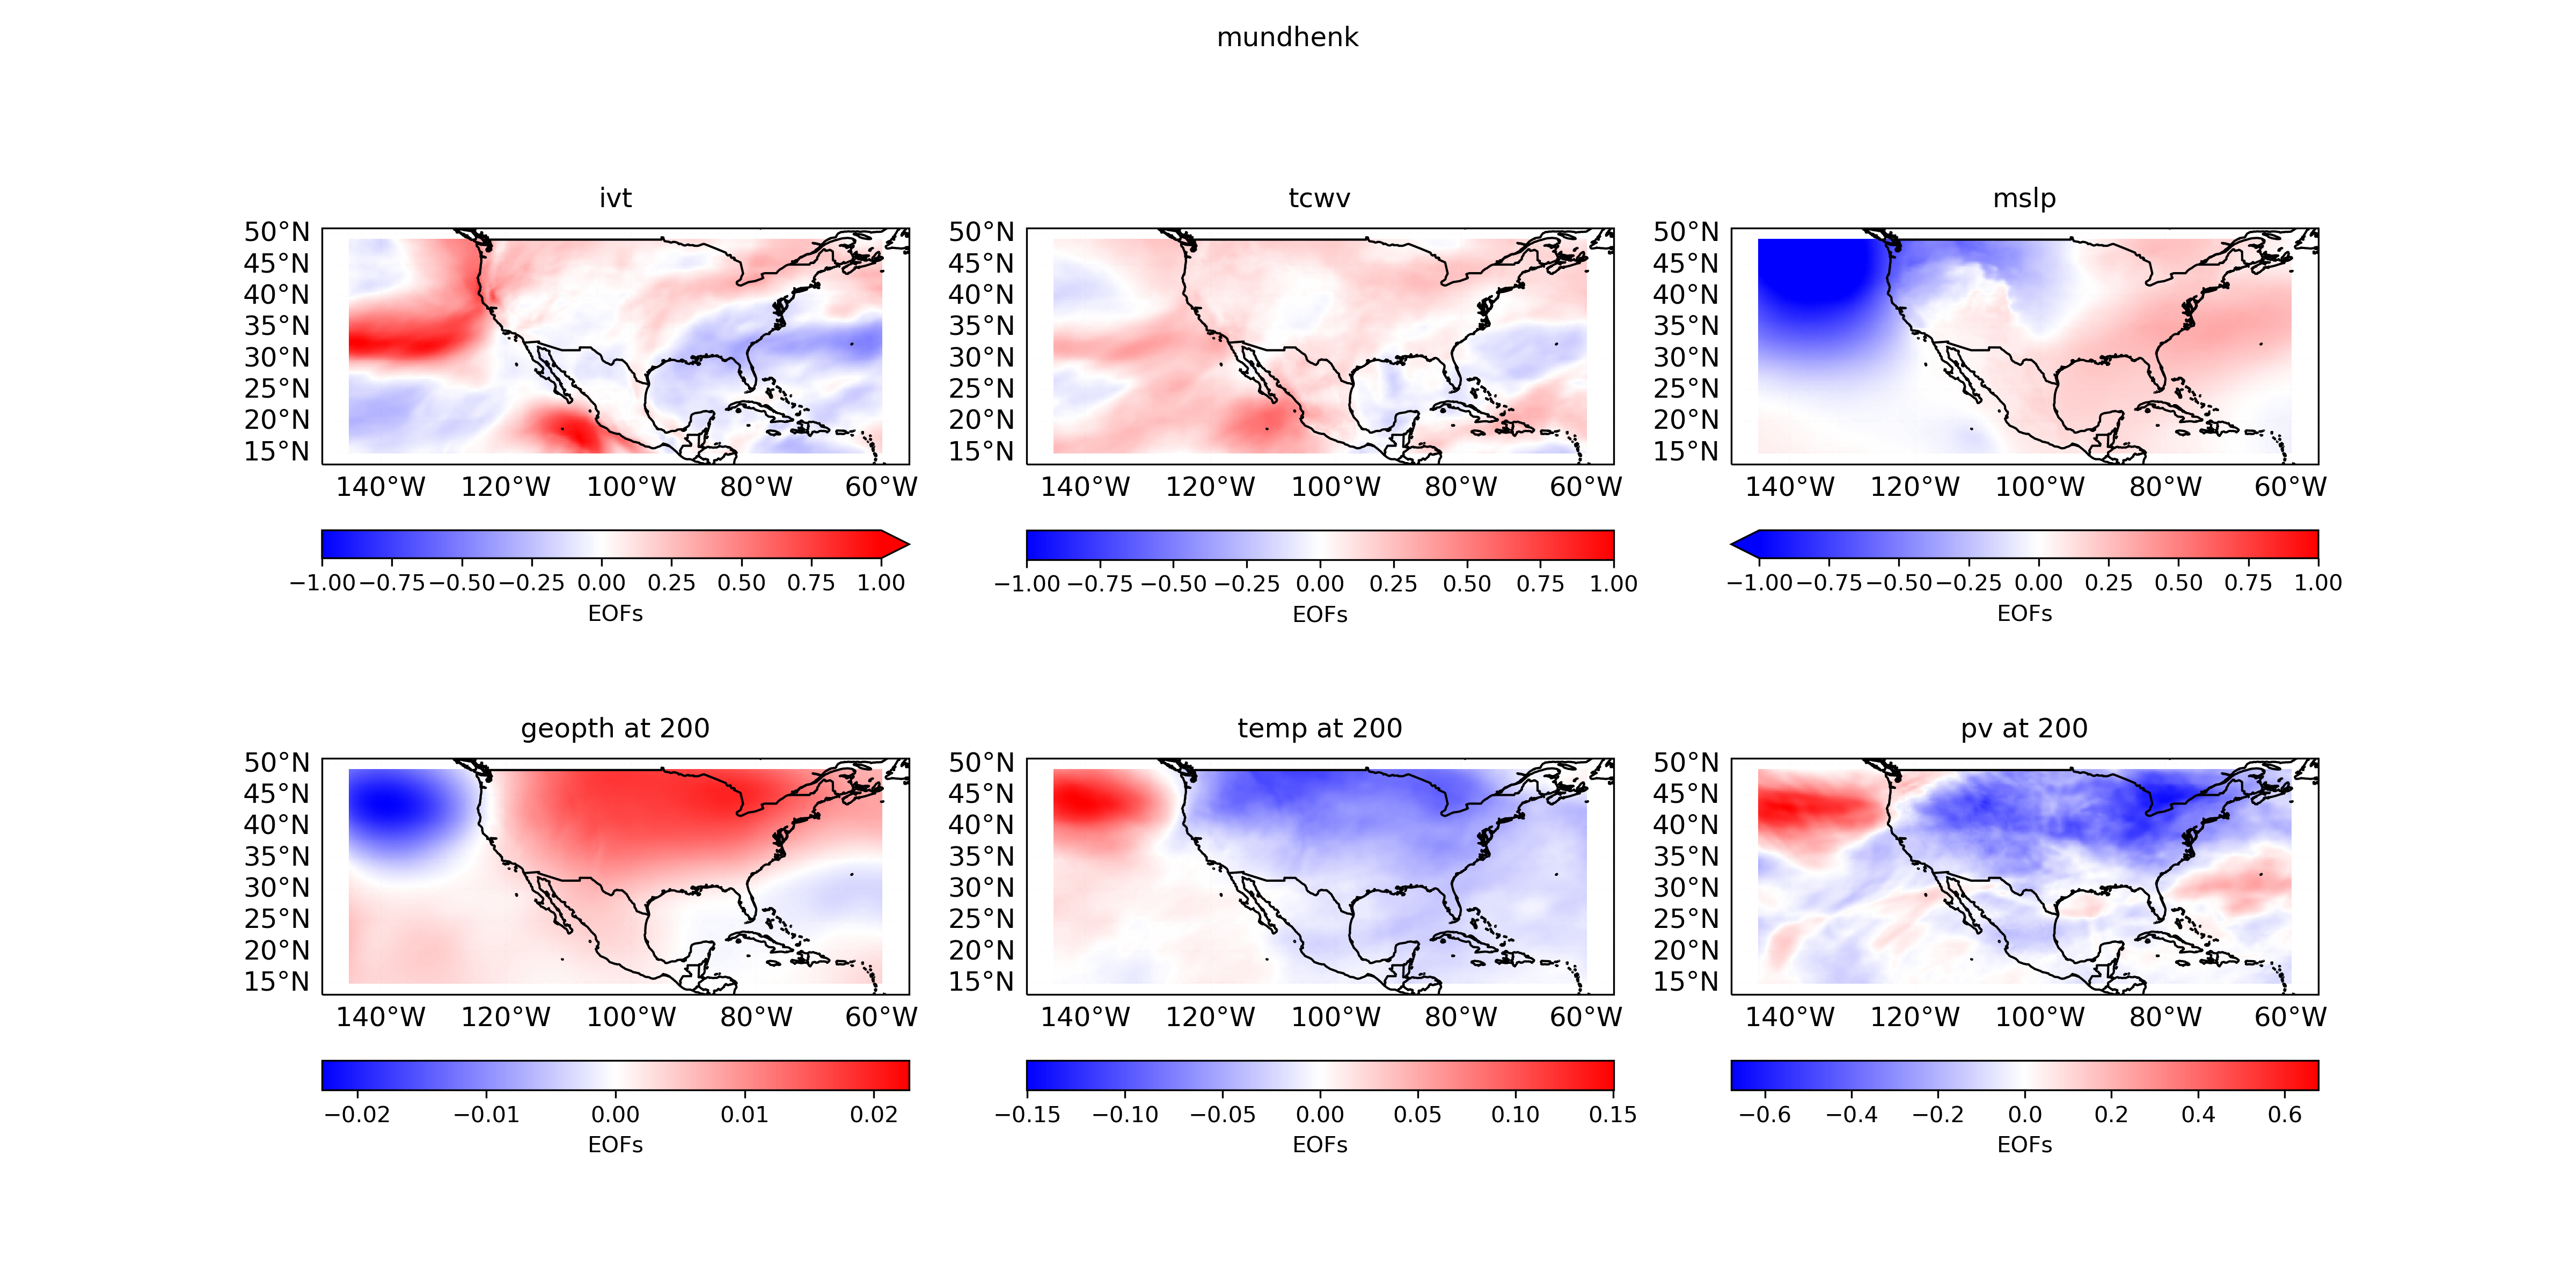 mundhenk
ivt
tcwv
mslp
50°N
45°N
40°N
35°N
30°N
25°N
20°N
15°N
140°W 120°W 100°W 80°W 60°W
50°N
45°N
40°N
35°N
30°N
25°N
20°N
15°N
140°W 120°W 100°W 80°W 60°W
50°N
45°N
40°N
35°N
30°N
25°N
20°N
15°N
140°W 120°W 100°W 80°W 60°W
−1.00 −0.75 −0.50 −0.25 0.00 0.25 0.50 0.75 1.00
EOFs
−1.00 −0.75 −0.50 −0.25 0.00 0.25 0.50 0.75 1.00
EOFs
−1.00 −0.75 −0.50 −0.25 0.00 0.25 0.50 0.75 1.00
EOFs
geopth at 200
temp at 200
pv at 200
50°N
45°N
40°N
35°N
30°N
25°N
20°N
15°N
140°W 120°W 100°W 80°W 60°W
50°N
45°N
40°N
35°N
30°N
25°N
20°N
15°N
140°W 120°W 100°W 80°W 60°W
50°N
45°N
40°N
35°N
30°N
25°N
20°N
15°N
140°W 120°W 100°W 80°W 60°W
−0.02 −0.01 0.00 0.01 0.02
EOFs
−0.15 −0.10 −0.05 0.00 0.05 0.10 0.15
EOFs
−0.6 −0.4 −0.2 0.0 0.2 0.4 0.6
EOFs